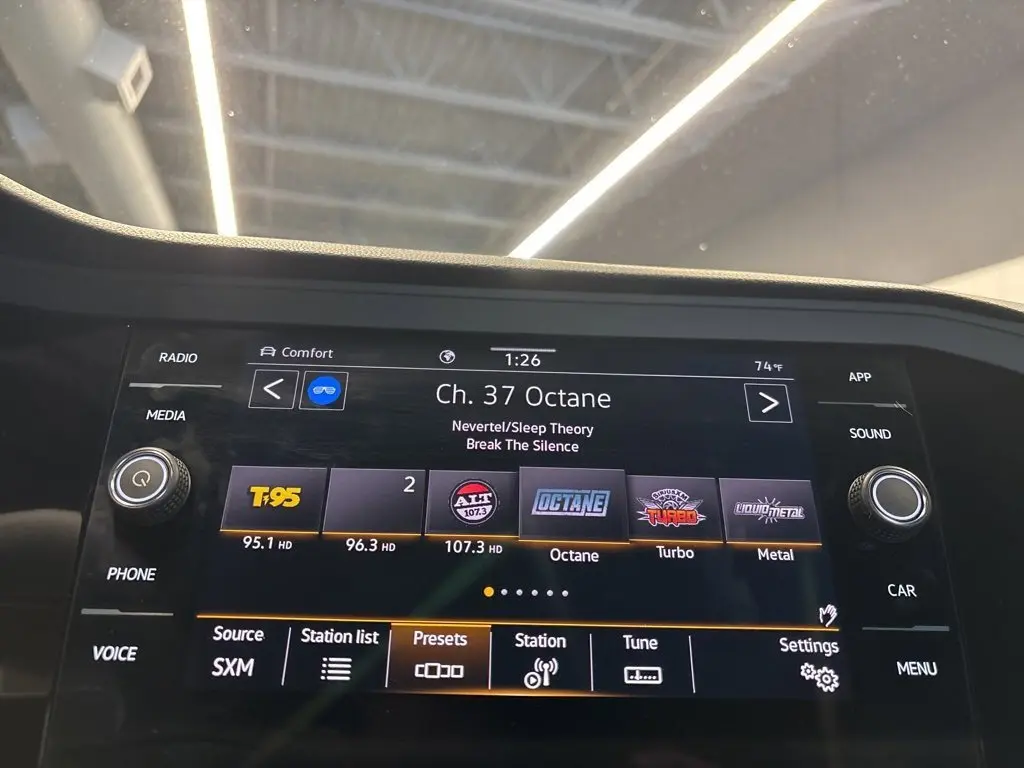 RADIO
MEDIA
PHONE
VOICE
Comfort
1:26
74°F
Ch. 37 Octane
Nevertel/Sleep Theory
Break The Silence
T-95
2
ALT
107.3
OCTANE
SIRIUSXM
TURBO
LIQUID METAL
95.1 HD
96.3 HD
107.3 HD
Octane
Turbo
Metal
Source
SXM
Station list
Presets
Station
Tune
Settings
APP
SOUND
CAR
MENU